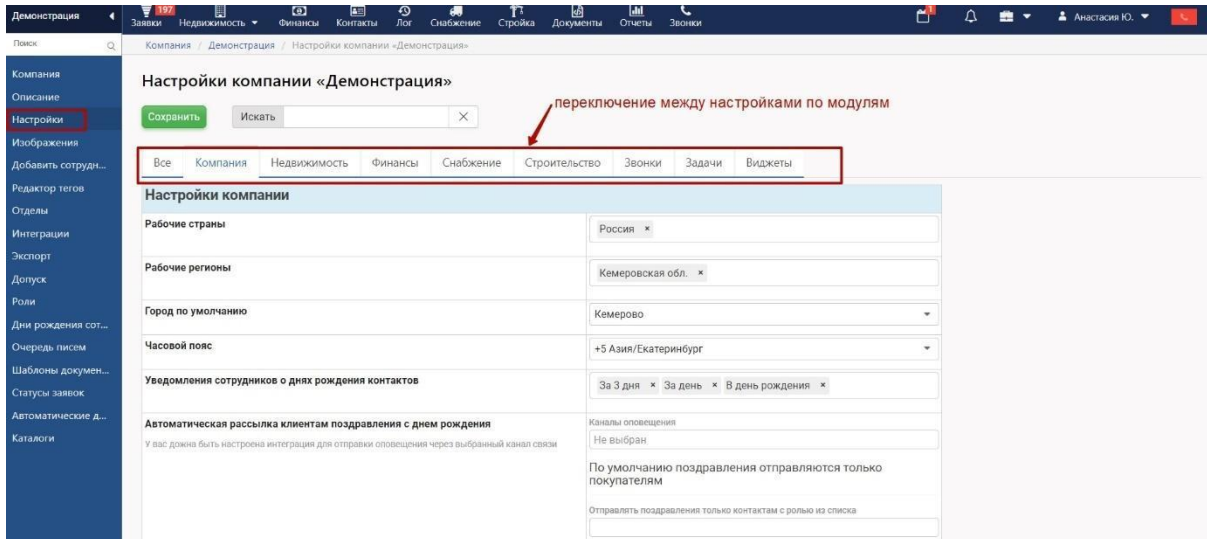 Демонстрация
197
Заявки
Недвижимость
Финансы
Контакты
Лог
Снабжение
Стройка
Документы
Отчеты
Звонки
1
Анастасия Ю.
Поиск
Компания / Демонстрация / Настройки компании «Демонстрация»
Компания
Описание
Настройки
Изображения
Добавить сотрудн...
Редактор тегов
Отделы
Интеграции
Экспорт
Допуск
Роли
Дни рождения сот...
Очередь писем
Шаблоны докумен...
Статусы заявок
Автоматические д...
Каталоги
Настройки компании «Демонстрация»
переключение между настройками по модулям
Сохранить
Искать
Все Компания Недвижимость Финансы Снабжение Строительство Звонки Задачи Виджеты
Настройки компании
Рабочие страны
Россия ×
Рабочие регионы
Кемеровская обл. ×
Город по умолчанию
Кемерово
Часовой пояс
+5 Азия/Екатеринбург
Уведомления сотрудников о днях рождения контактов
За 3 дня × За день × В день рождения ×
Автоматическая рассылка клиентам поздравления с днем рождения
У вас дожна быть настроена интеграция для отправки оповещения через выбранный канал связи
Каналы оповещения
Не выбран
По умолчанию поздравления отправляются только
покупателям
Отправлять поздравления только контактам с ролью из списка